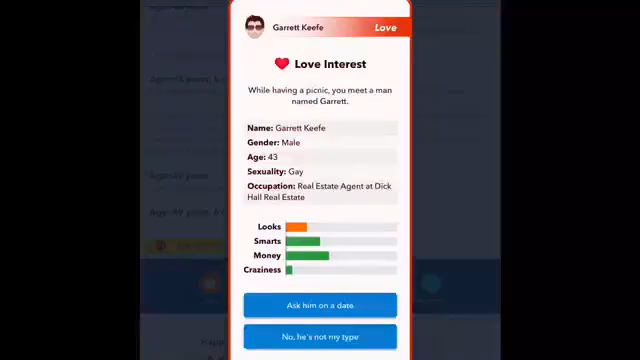 Garrett Keefe
Love
Love Interest
While having a picnic, you meet a man
named Garrett.
Name: Garrett Keefe
Gender: Male
Age: 43
Sexuality: Gay
Occupation: Real Estate Agent at Dick
Hall Real Estate
Looks
Smarts
Money
Craziness
Ask him on a date
No, he's not my type